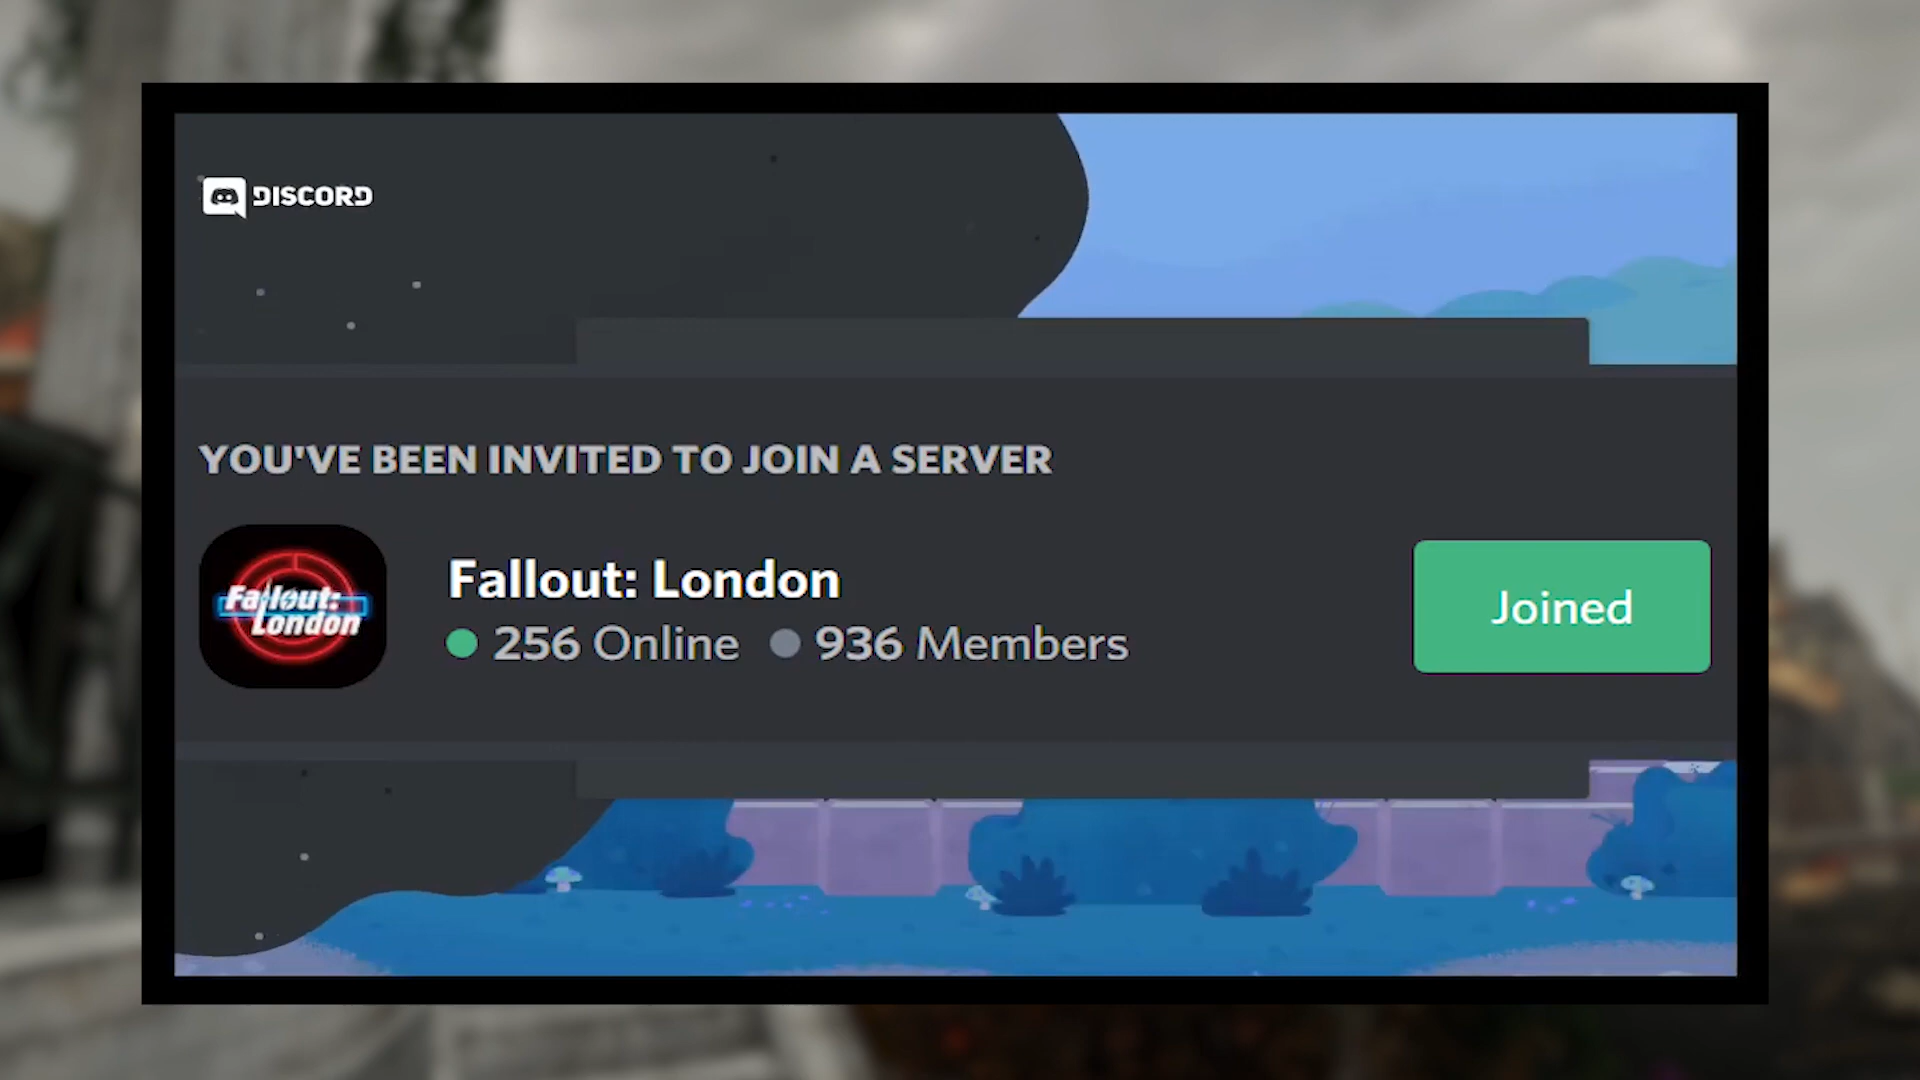 DISCORD
YOU'VE BEEN INVITED TO JOIN A SERVER
Fallout:
London
Fallout: London
256 Online 936 Members
Joined